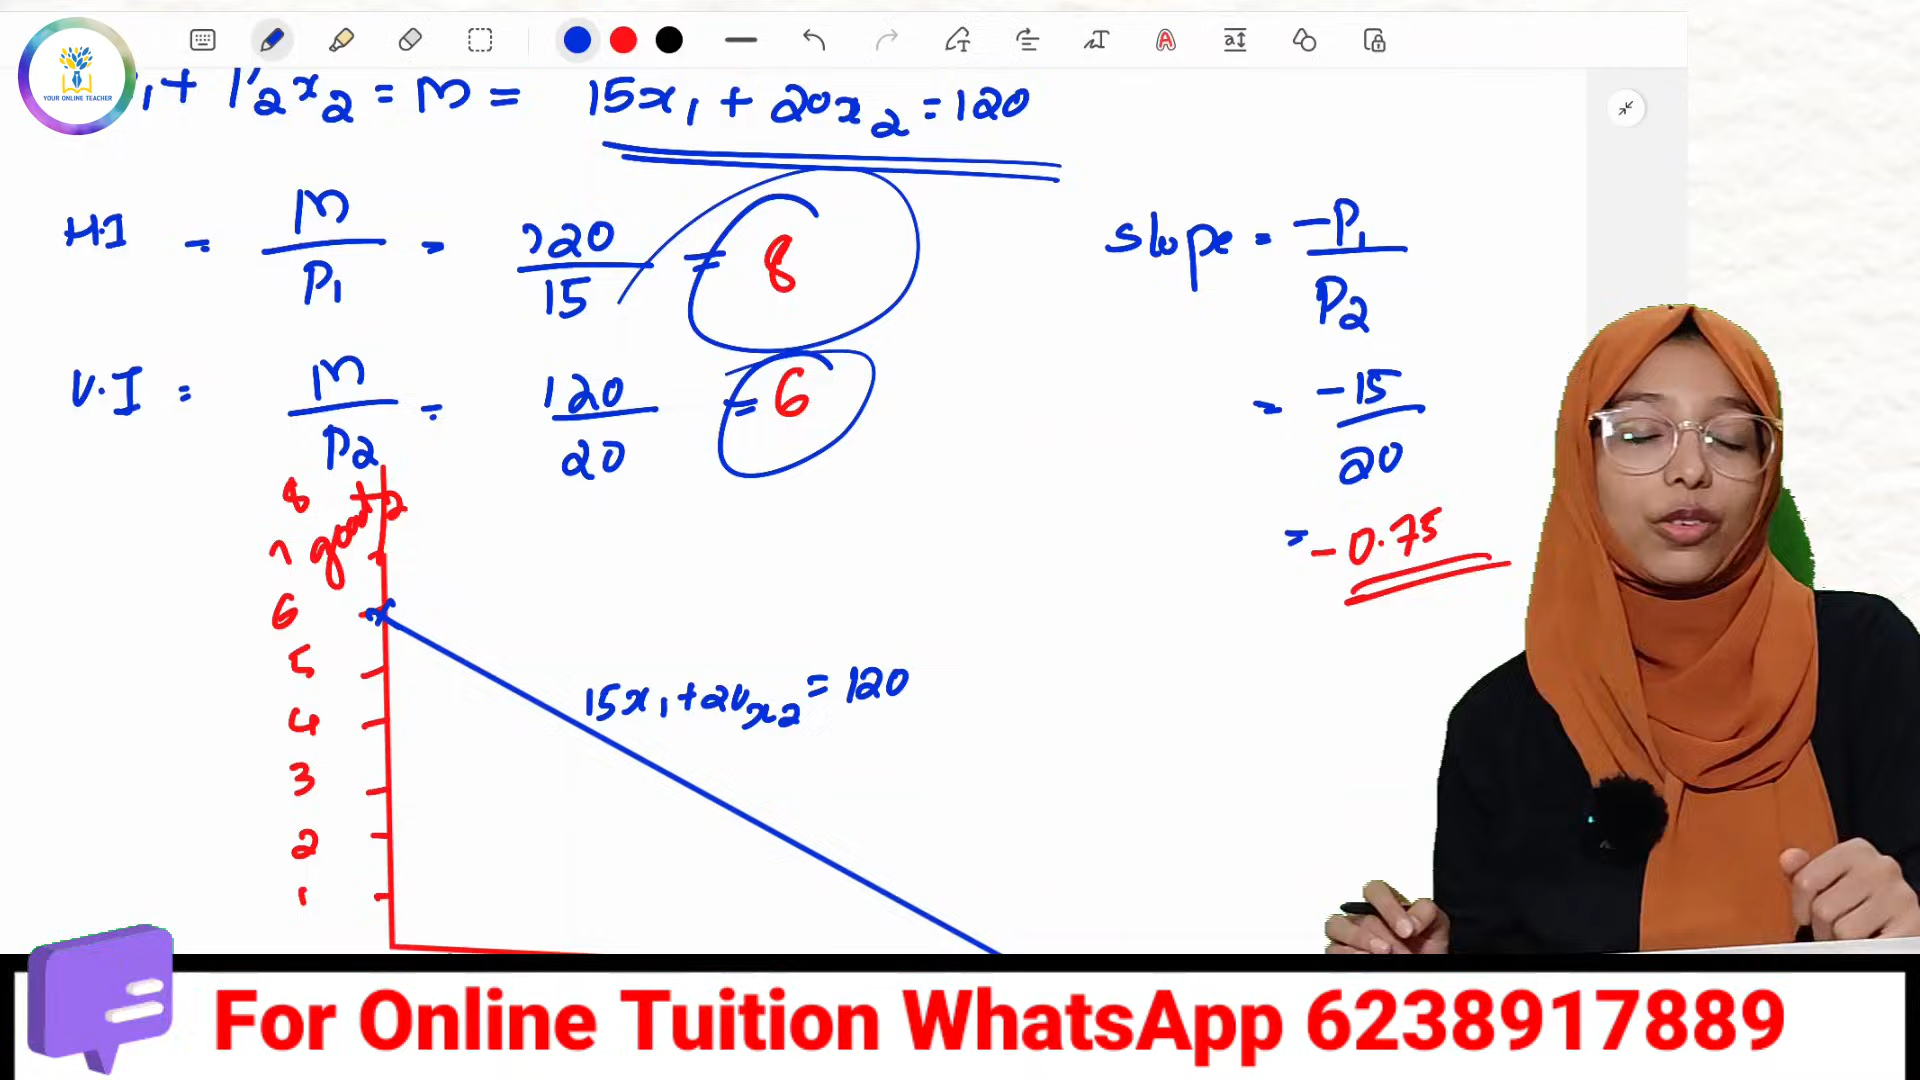 YOUR ONLINE TEACHER
₁ + P₂x₂ = M = 15x₁ + 20x₂ = 120
H.I = M/P₁ = 120/15 = 8
slope = -P₁/P₂
V.I = M/P₂ = 120/20 = 6
= -15/20
= -0.75
good 2
8
7
6
5
15x₁ + 20x₂ = 120
4
3
2
1
For Online Tuition WhatsApp 6238917889